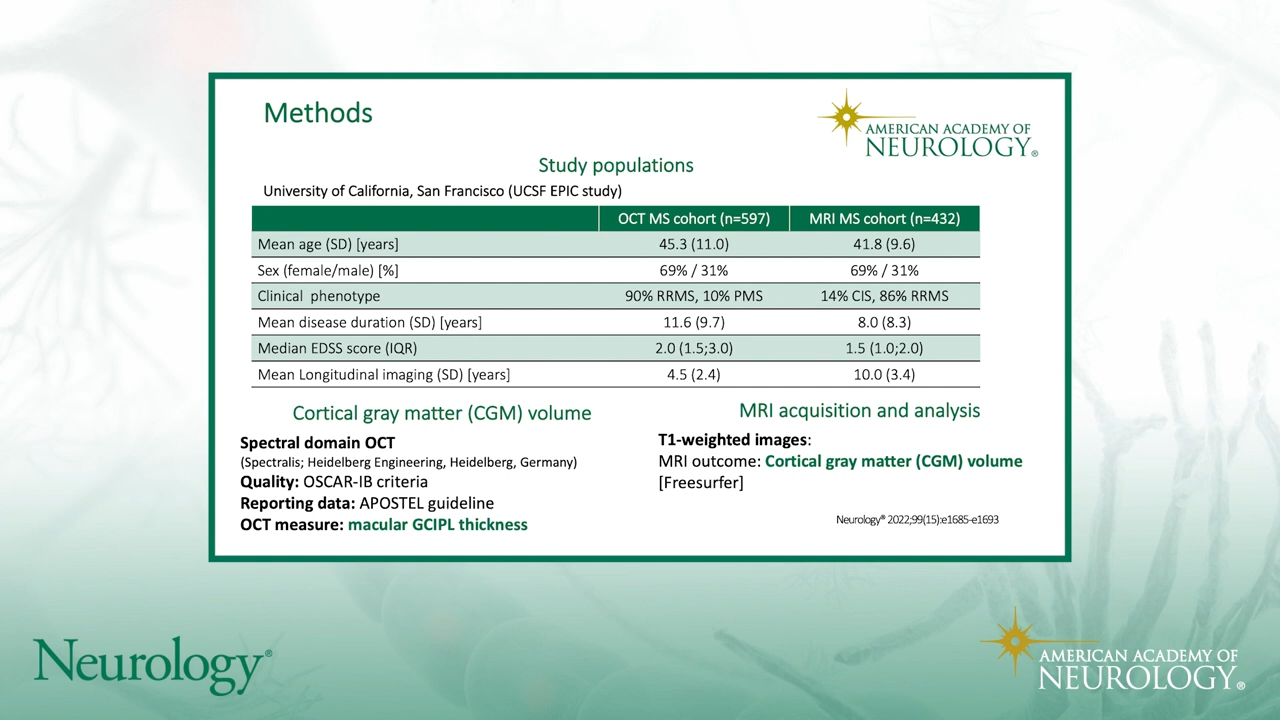 Methods
AMERICAN ACADEMY OF
NEUROLOGY®
Study populations
University of California, San Francisco (UCSF EPIC study)
OCT MS cohort (n=597) MRI MS cohort (n=432)
Mean age (SD) [years] 45.3 (11.0) 41.8 (9.6)
Sex (female/male) [%] 69% / 31% 69% / 31%
Clinical phenotype 90% RRMS, 10% PMS 14% CIS, 86% RRMS
Mean disease duration (SD) [years] 11.6 (9.7) 8.0 (8.3)
Median EDSS score (IQR) 2.0 (1.5;3.0) 1.5 (1.0;2.0)
Mean Longitudinal imaging (SD) [years] 4.5 (2.4) 10.0 (3.4)
Cortical gray matter (CGM) volume
Spectral domain OCT
(Spectralis; Heidelberg Engineering, Heidelberg, Germany)
Quality: OSCAR-IB criteria
Reporting data: APOSTEL guideline
OCT measure: macular GCIPL thickness
MRI acquisition and analysis
T1-weighted images:
MRI outcome: Cortical gray matter (CGM) volume
[Freesurfer]
Neurology® 2022;99(15):e1685-e1693
Neurology®
AMERICAN ACADEMY OF
NEUROLOGY®